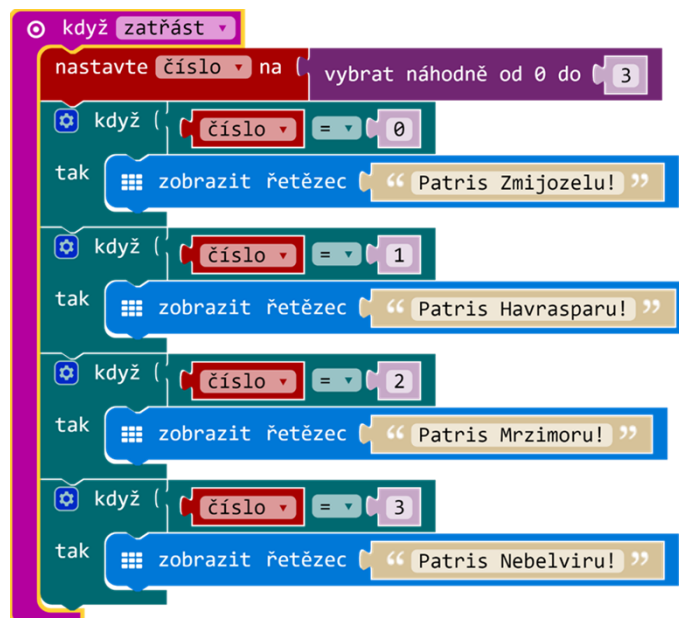 když zatřást
nastavte číslo na ( vybrat náhodně od 0 do 3
když ( číslo = 0
tak zobrazit řetězec “ Patris Zmijozelu! ”
když ( číslo = 1
tak zobrazit řetězec “ Patris Havrasparu! ”
když ( číslo = 2
tak zobrazit řetězec “ Patris Mrzimoru! ”
když ( číslo = 3
tak zobrazit řetězec “ Patris Nebelviru! ”